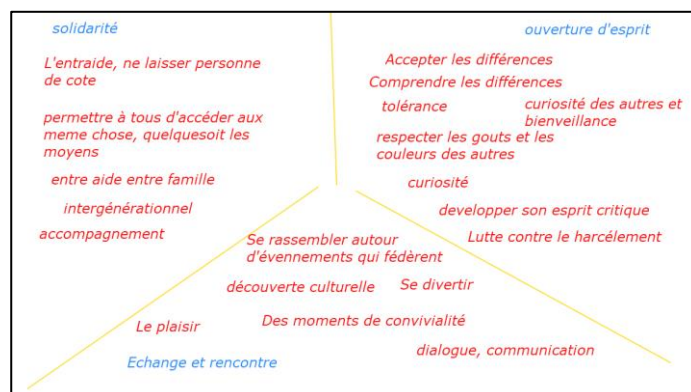 solidarité
L'entraide, ne laisser personne
de cote
permettre à tous d'accéder aux
meme chose, quelquesoit les
moyens
entre aide entre famille
intergénérationnel
accompagnement
ouverture d'esprit
Accepter les différences
Comprendre les différences
tolérance
curiosité des autres et
bienveillance
respecter les gouts et les
couleurs des autres
curiosité
developper son esprit critique
Lutte contre le harcélement
Se rassembler autour
d'évennements qui fédèrent
découverte culturelle
Se divertir
Le plaisir
Des moments de convivialité
dialogue, communication
Echange et rencontre